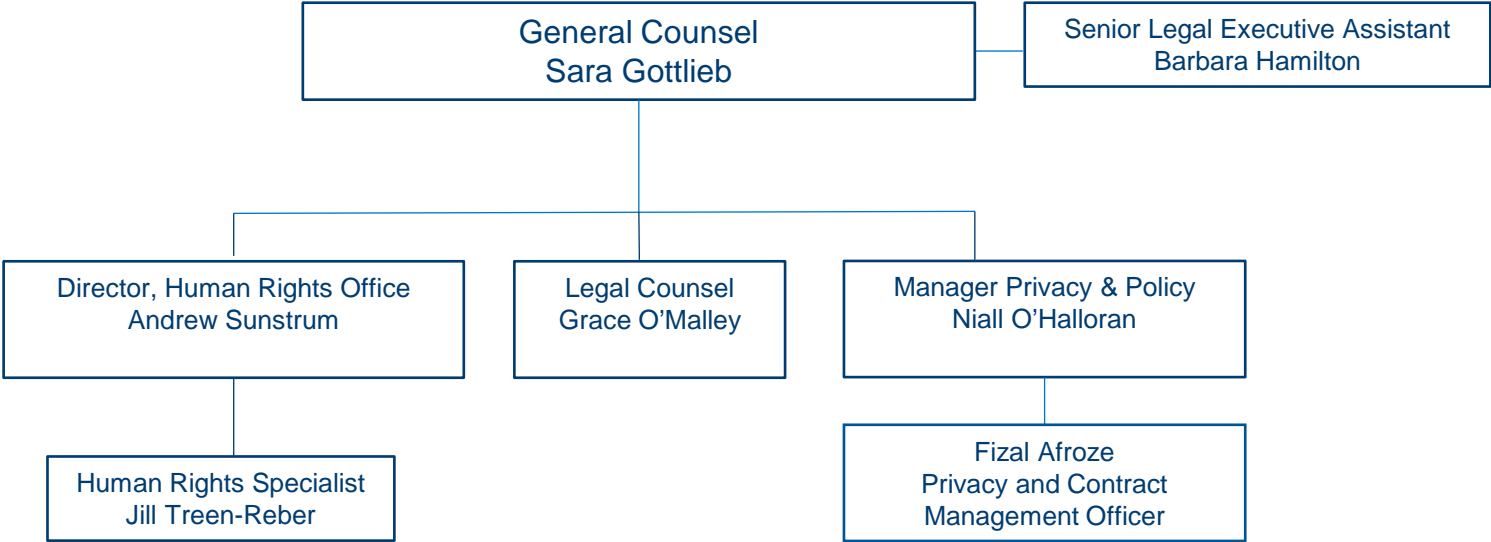 General Counsel
Sara Gottlieb
Senior Legal Executive Assistant
Barbara Hamilton
Director, Human Rights Office
Andrew Sunstrum
Legal Counsel
Grace O’Malley
Manager Privacy & Policy
Niall O’Halloran
Human Rights Specialist
Jill Treen-Reber
Fizal Afroze
Privacy and Contract
Management Officer